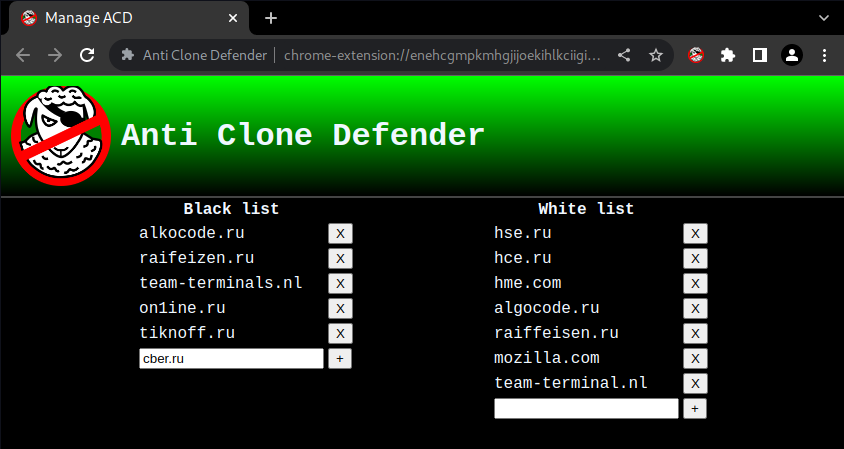 Manage ACD
Anti Clone Defender | chrome-extension://enehcgmpkmhgjijoekihlkciigi...
Anti Clone Defender
Black list
alkocode.ru X
raifeizen.ru X
team-terminals.nl X
on1ine.ru X
tiknoff.ru X
cber.ru +
White list
hse.ru X
hce.ru X
hme.com X
algocode.ru X
raiffeisen.ru X
mozilla.com X
team-terminal.nl X
+